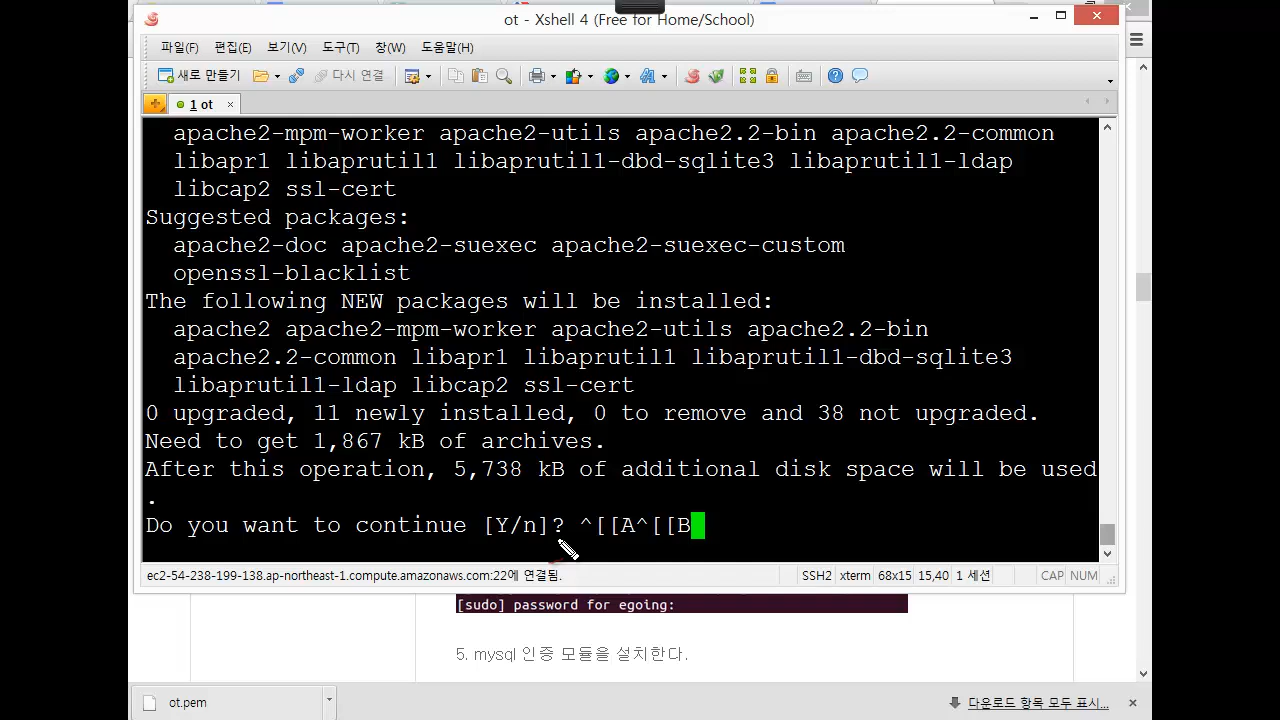 ot - Xshell 4 (Free for Home/School)
파일(F) 편집(E) 보기(V) 도구(T) 창(W) 도움말(H)
새로 만들기 다시 연결
1 ot
apache2-mpm-worker apache2-utils apache2.2-bin apache2.2-common
libapr1 libaprutil1 libaprutil1-dbd-sqlite3 libaprutil1-ldap
libcap2 ssl-cert
Suggested packages:
apache2-doc apache2-suexec apache2-suexec-custom
openssl-blacklist
The following NEW packages will be installed:
apache2 apache2-mpm-worker apache2-utils apache2.2-bin
apache2.2-common libapr1 libaprutil1 libaprutil1-dbd-sqlite3
libaprutil1-ldap libcap2 ssl-cert
0 upgraded, 11 newly installed, 0 to remove and 38 not upgraded.
Need to get 1,867 kB of archives.
After this operation, 5,738 kB of additional disk space will be used
.
Do you want to continue [Y/n]? ^[[A^[[B
ec2-54-238-199-138.ap-northeast-1.compute.amazonaws.com:22에 연결됨. SSH2 xterm 68x15 15,40 1 세션 CAP NUM
[sudo] password for egoing:
5. mysql 인증 모듈을 설치한다.
ot.pem 다운로드 항목 모두 표시...